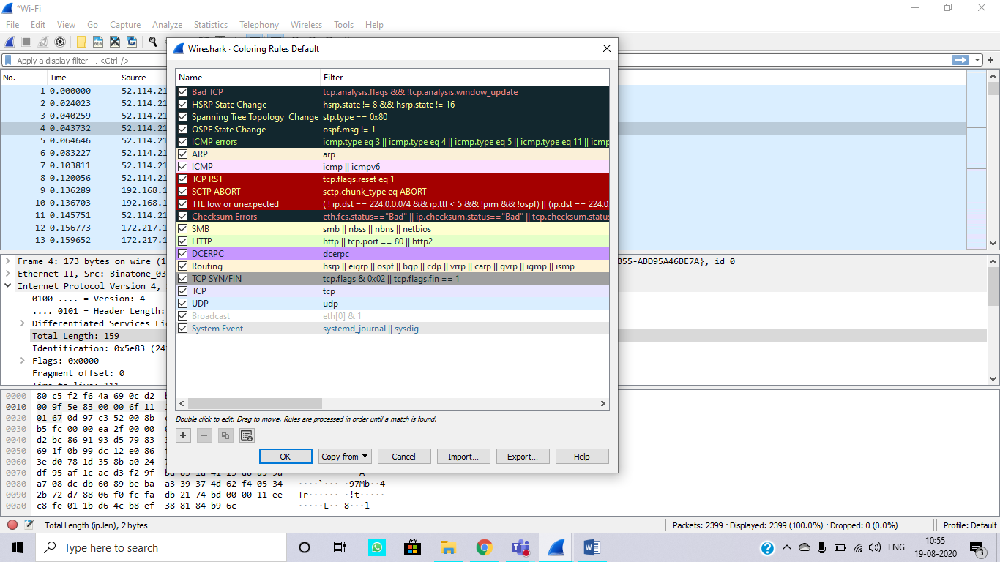 *Wi-Fi
File Edit View Go Capture Analyze Statistics Telephony Wireless Tools Help
Apply a display filter ... <Ctrl-/>
No. Time Source
1 0.000000 52.114.21
2 0.024023 52.114.21
3 0.040259 52.114.21
4 0.043732 52.114.21
5 0.064646 52.114.21
6 0.083227 52.114.21
7 0.103811 52.114.21
8 0.120056 52.114.21
9 0.136289 192.168.1
10 0.136703 192.168.1
11 0.145751 52.114.21
12 0.156773 172.217.1
13 0.159652 172.217.1
Wireshark · Coloring Rules Default
Name Filter
Bad TCP tcp.analysis.flags && !tcp.analysis.window_update
HSRP State Change hsrp.state != 8 && hsrp.state != 16
Spanning Tree Topology Change stp.type == 0x80
OSPF State Change ospf.msg != 1
ICMP errors icmp.type eq 3 || icmp.type eq 4 || icmp.type eq 5 || icmp.type eq 11 || icmp
ARP arp
ICMP icmp || icmpv6
TCP RST tcp.flags.reset eq 1
SCTP ABORT sctp.chunk_type eq ABORT
TTL low or unexpected ( ! ip.dst == 224.0.0.0/4 && ip.ttl < 5 && !pim && !ospf) || (ip.dst == 224.0
Checksum Errors eth.fcs.status=="Bad" || ip.checksum.status=="Bad" || tcp.checksum.status
SMB smb || nbss || nbns || netbios
HTTP http || tcp.port == 80 || http2
DCERPC dcerpc
Routing hsrp || eigrp || ospf || bgp || cdp || vrrp || carp || gvrp || igmp || ismp
TCP SYN/FIN tcp.flags & 0x02 || tcp.flags.fin == 1
TCP tcp
UDP udp
Broadcast eth[0] & 1
System Event systemd_journal || sysdig
Double click to edit. Drag to move. Rules are processed in order until a match is found.
OK Copy from Cancel Import... Export... Help
Frame 4: 173 bytes on wire (1 B55-ABD95A46BE7A}, id 0
Ethernet II, Src: Binatone_03
Internet Protocol Version 4,
0100 .... = Version: 4
.... 0101 = Header Length:
Differentiated Services Fie
Total Length: 159
Identification: 0x5e83 (24
Flags: 0x0000
Fragment offset: 0
Time to live: 111
0000 80 c5 f2 f6 4a 69 0c d2
0010 00 9f 5e 83 00 00 6f 11
0020 01 67 0d 97 c3 52 00 8b
0030 b5 fc 00 00 ea 2f 00 00
0040 d2 bc 86 91 93 d5 79 83
0050 69 1f 0b 99 dc 12 e0 86
0060 3e d0 78 1d 35 8b a0 24
0070 df 95 af 1c ac d3 f2 9f
0080 a7 08 dc db 60 89 be ba a3 39 37 4d 62 f4 05 34 ····`··· ·97Mb··4
0090 2b 72 d7 88 06 f0 fc fa db 21 74 bd 00 00 11 ee +r······ ·!t·····
00a0 c8 fe 01 1b d6 4c b8 ef 38 81 84 b9 6c ·····L·· 8···l
Total Length (ip.len), 2 bytes
Packets: 2399 · Displayed: 2399 (100.0%) · Dropped: 0 (0.0%)
Profile: Default
Type here to search
ENG
10:55
19-08-2020
3